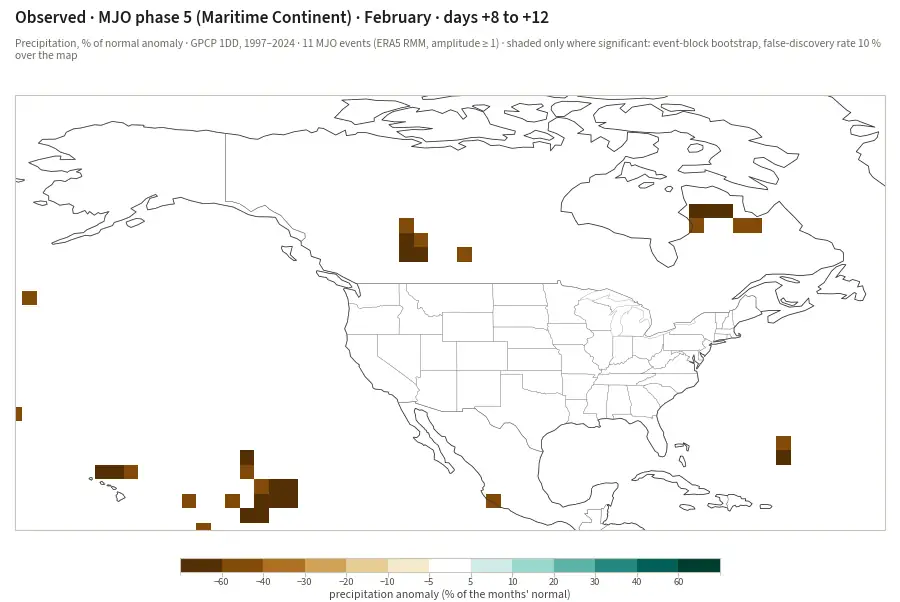 Observed · MJO phase 5 (Maritime Continent) · February · days +8 to +12
Precipitation, % of normal anomaly · GPCP 1DD, 1997–2024 · 11 MJO events (ERA5 RMM, amplitude ≥ 1) · shaded only where significant: event-block bootstrap, false-discovery rate 10 %
over the map
−60 −40 −30 −20 −10 −5 5 10 20 30 40 60
precipitation anomaly (% of the months' normal)